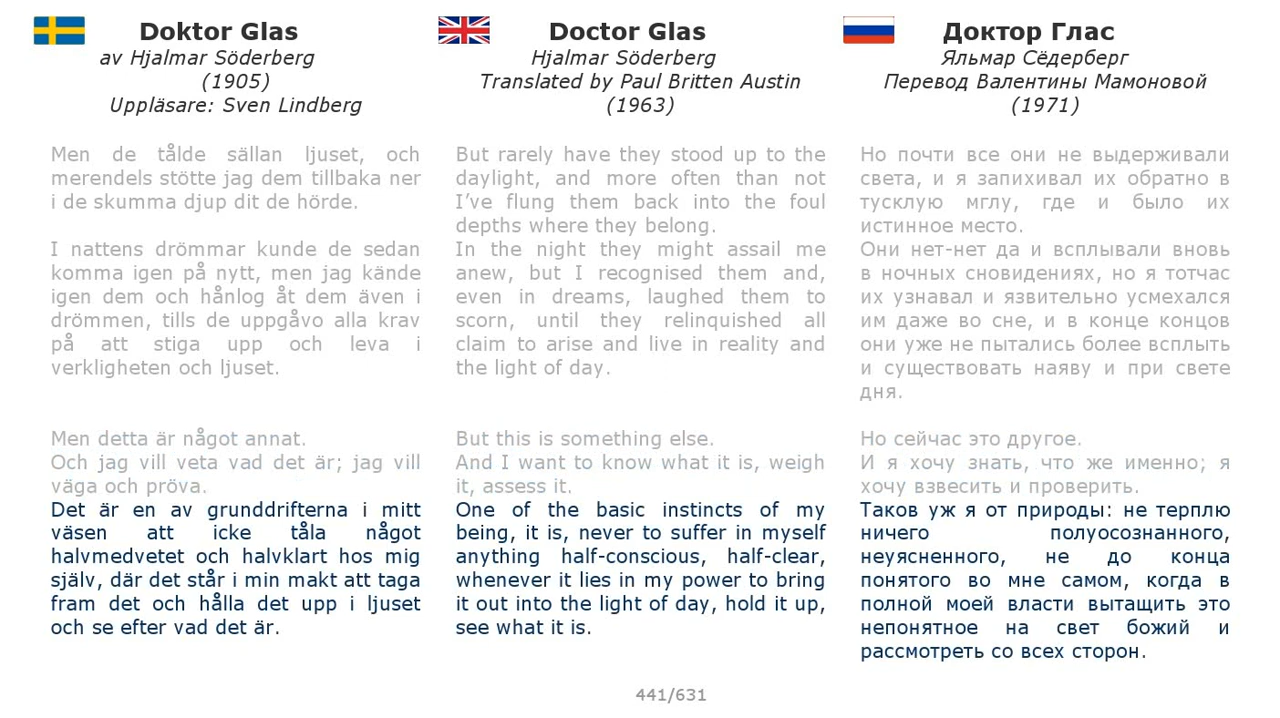 Doktor Glas
av Hjalmar Söderberg
(1905)
Uppläsare: Sven Lindberg
Men de tålde sällan ljuset, och
merendels stötte jag dem tillbaka ner
i de skumma djup dit de hörde.
I nattens drömmar kunde de sedan
komma igen på nytt, men jag kände
igen dem och hånlog åt dem även i
drömmen, tills de uppgåvo alla krav
på att stiga upp och leva i
verkligheten och ljuset.
Men detta är något annat.
Och jag vill veta vad det är; jag vill
väga och pröva.
Det är en av grunddrifterna i mitt
väsen att icke tåla något
halvmedvetet och halvklart hos mig
själv, där det står i min makt att taga
fram det och hålla det upp i ljuset
och se efter vad det är.
Doctor Glas
Hjalmar Söderberg
Translated by Paul Britten Austin
(1963)
But rarely have they stood up to the
daylight, and more often than not
I’ve flung them back into the foul
depths where they belong.
In the night they might assail me
anew, but I recognised them and,
even in dreams, laughed them to
scorn, until they relinquished all
claim to arise and live in reality and
the light of day.
But this is something else.
And I want to know what it is, weigh
it, assess it.
One of the basic instincts of my
being, it is, never to suffer in myself
anything half-conscious, half-clear,
whenever it lies in my power to bring
it out into the light of day, hold it up,
see what it is.
Доктор Глас
Яльмар Сёдерберг
Перевод Валентины Мамоновой
(1971)
Но почти все они не выдерживали
света, и я запихивал их обратно в
тусклую мглу, где и было их
истинное место.
Они нет-нет да и всплывали вновь
в ночных сновидениях, но я тотчас
их узнавал и язвительно усмехался
им даже во сне, и в конце концов
они уже не пытались более всплыть
и существовать наяву и при свете
дня.
Но сейчас это другое.
И я хочу знать, что же именно; я
хочу взвесить и проверить.
Таков уж я от природы: не терплю
ничего полуосознанного,
неуясненного, не до конца
понятого во мне самом, когда в
полной моей власти вытащить это
непонятное на свет божий и
рассмотреть со всех сторон.
441/631